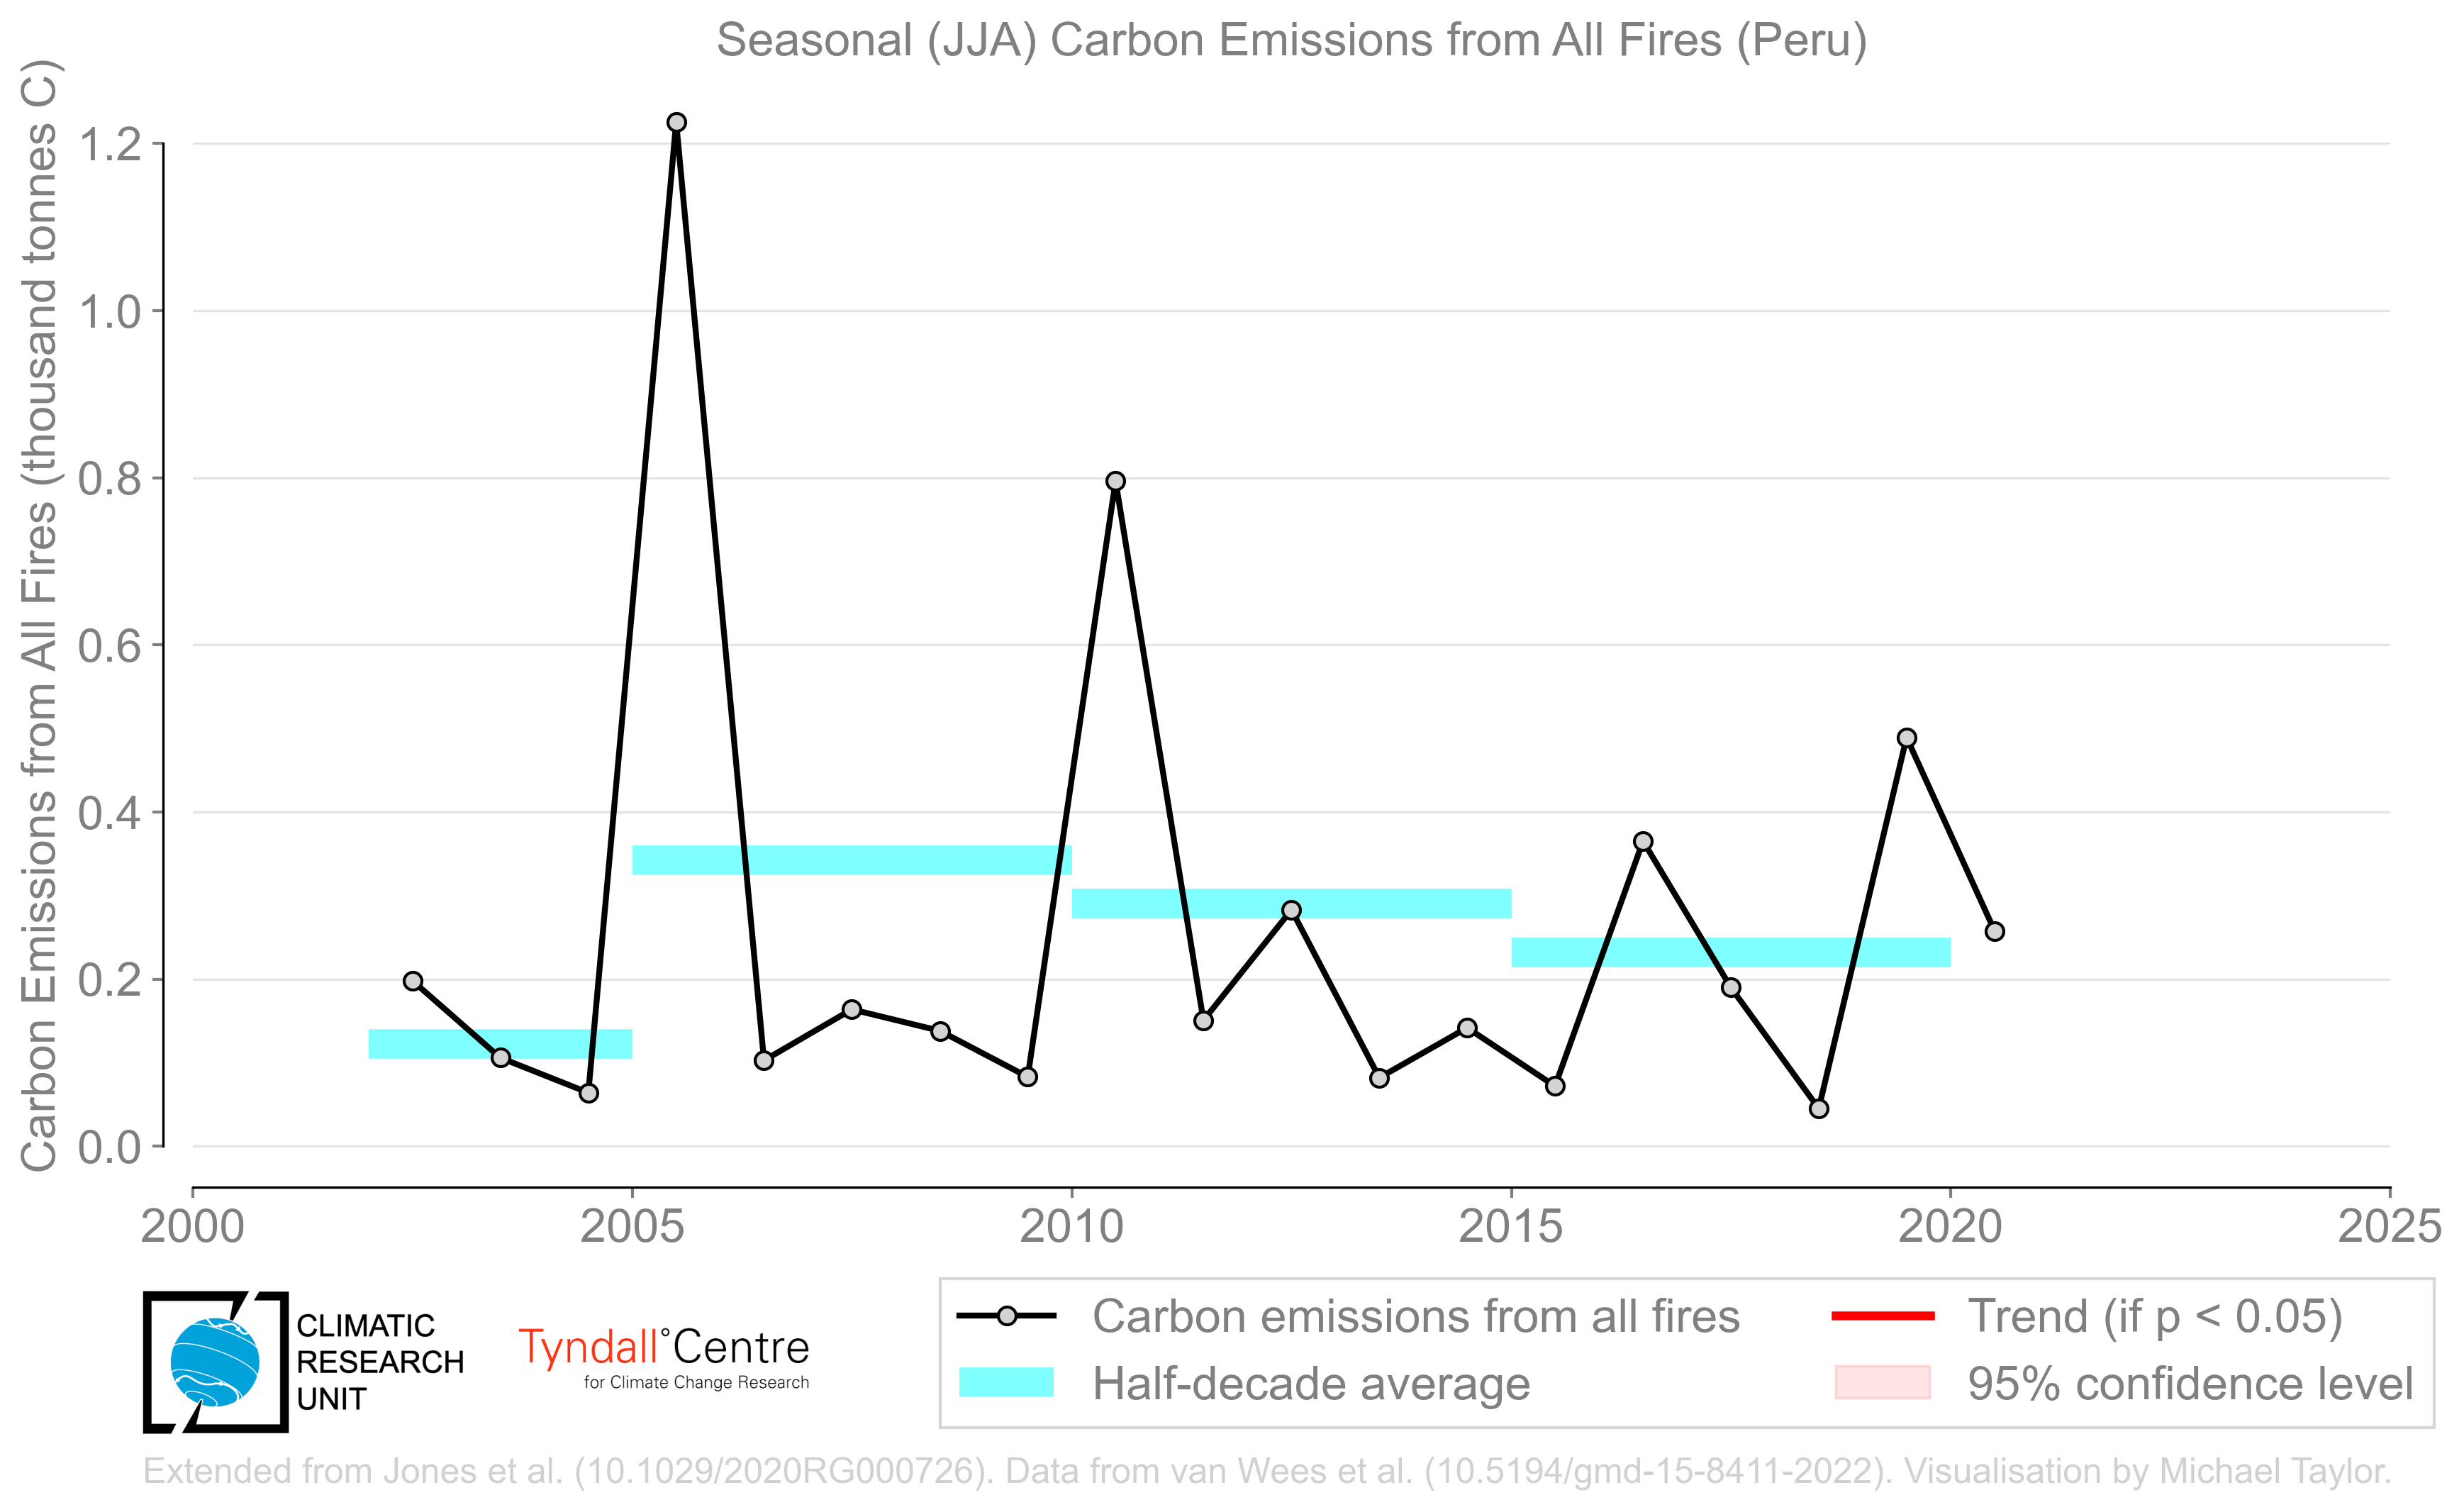 Seasonal (JJA) Carbon Emissions from All Fires (Peru)
Carbon Emissions from All Fires (thousand tonnes C)
1.2
1.0
0.8
0.6
0.4
0.2
0.0
2000 2005 2010 2015 2020 2025
CLIMATIC
RESEARCH
UNIT
Tyndall°Centre
for Climate Change Research
Carbon emissions from all fires
Half-decade average
Trend (if p < 0.05)
95% confidence level
Extended from Jones et al. (10.1029/2020RG000726). Data from van Wees et al. (10.5194/gmd-15-8411-2022). Visualisation by Michael Taylor.